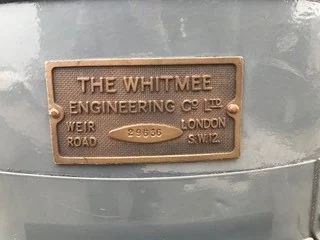 THE WHITMEE
ENGINEERING Co LTD
WEIR ROAD
29636
LONDON S.W.12.